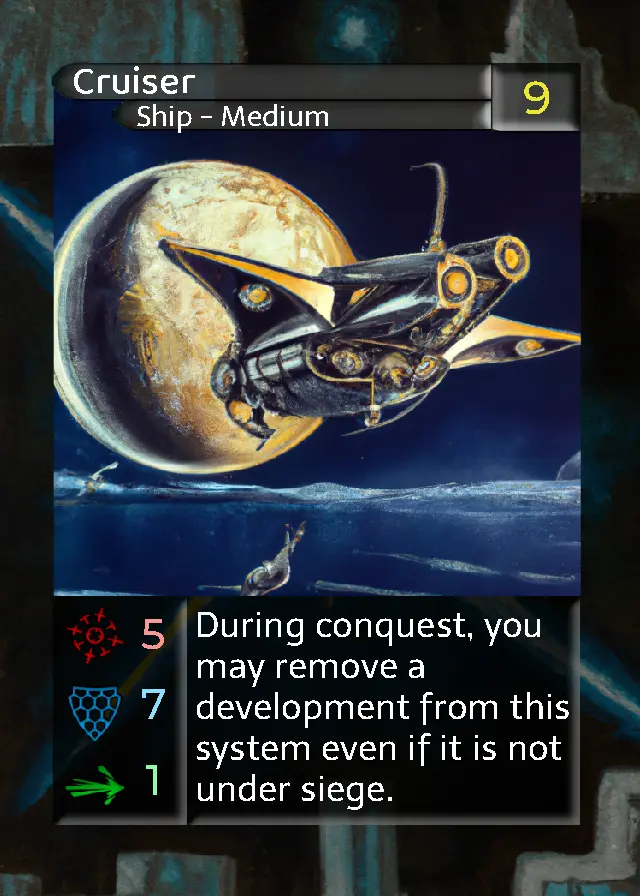 Cruiser
9
Ship – Medium
5
7
1
During conquest, you
may remove a
development from this
system even if it is not
under siege.